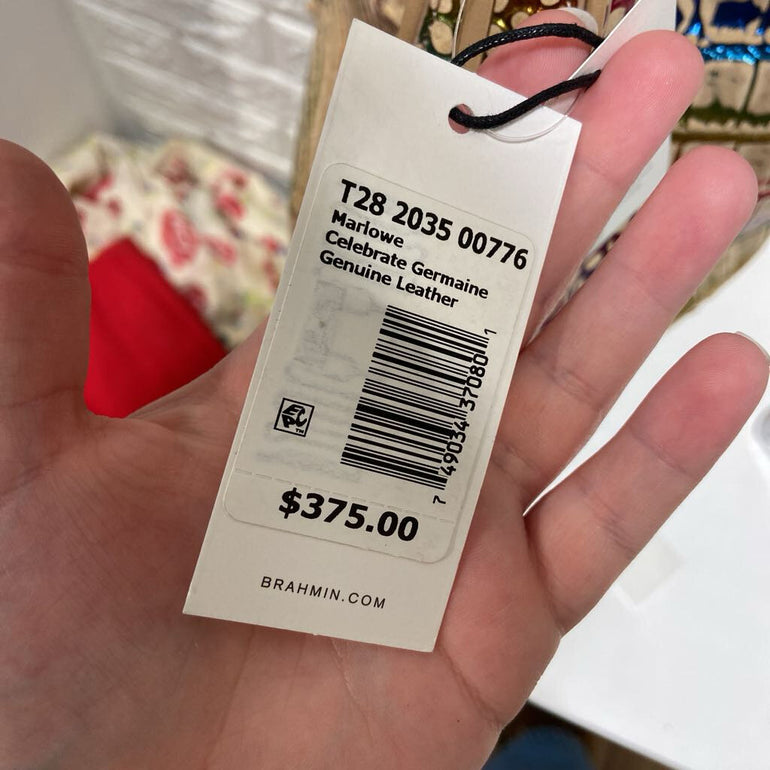 T28 2035 00776
Marlowe
Celebrate Germaine
Genuine Leather
7 49034 37080 1
$375.00
BRAHMIN.COM